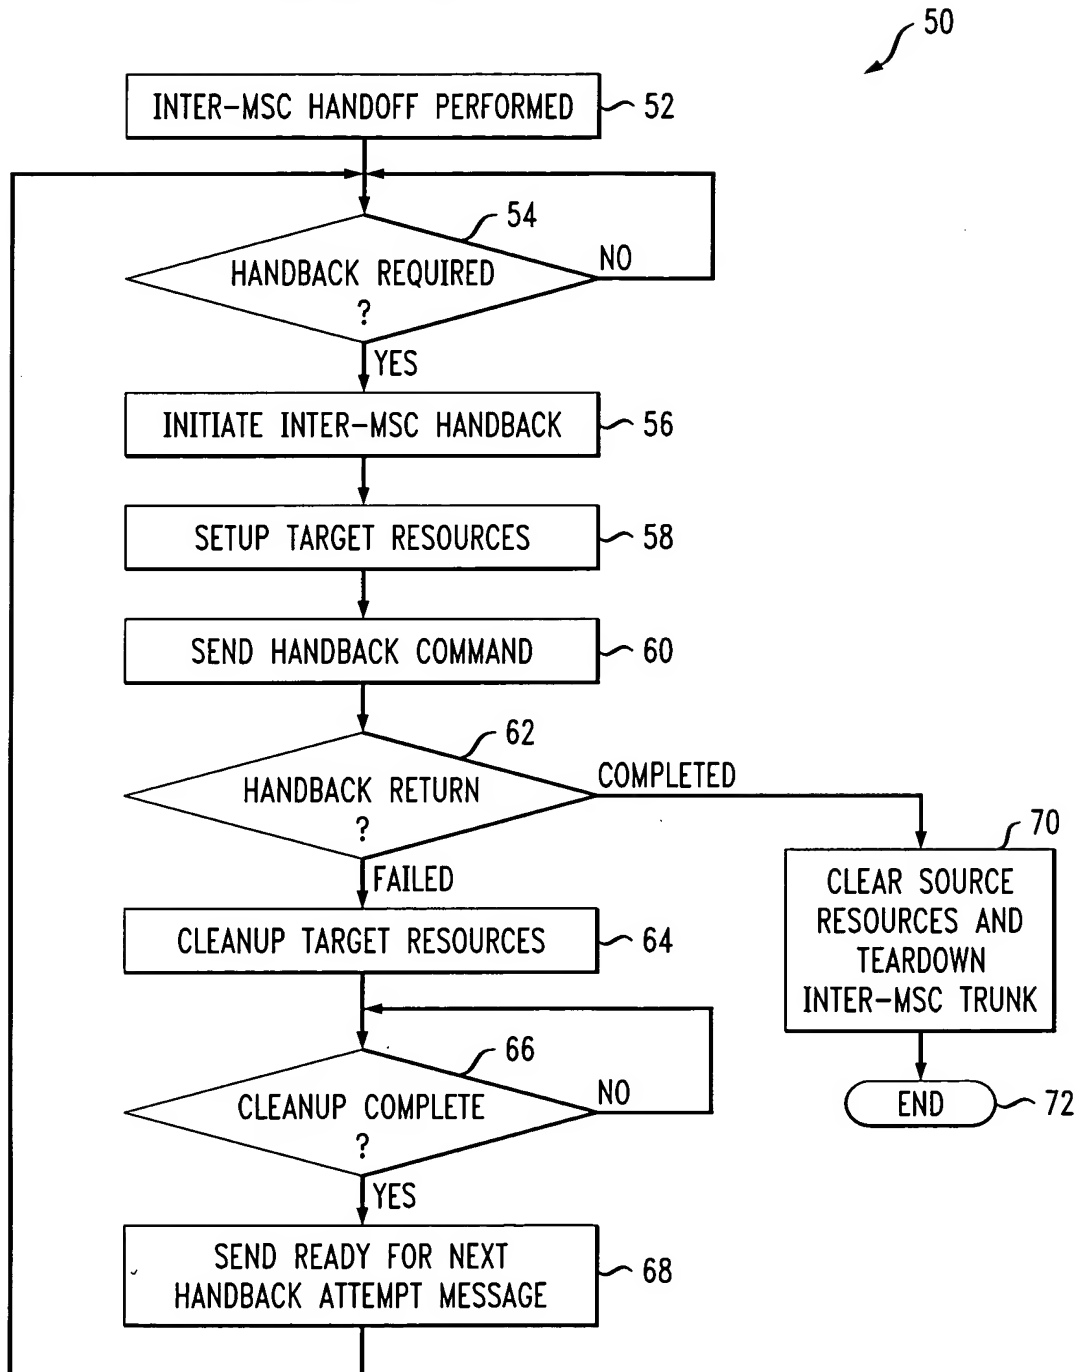 50
INTER-MSC HANDOFF PERFORMED
52
54
HANDBACK REQUIRED
?
NO
YES
INITIATE INTER-MSC HANDBACK
56
SETUP TARGET RESOURCES
58
SEND HANDBACK COMMAND
60
62
HANDBACK RETURN
?
COMPLETED
FAILED
70
CLEAR SOURCE
RESOURCES AND
TEARDOWN
INTER-MSC TRUNK
CLEANUP TARGET RESOURCES
64
66
CLEANUP COMPLETE
?
NO
END
72
YES
SEND READY FOR NEXT
HANDBACK ATTEMPT MESSAGE
68